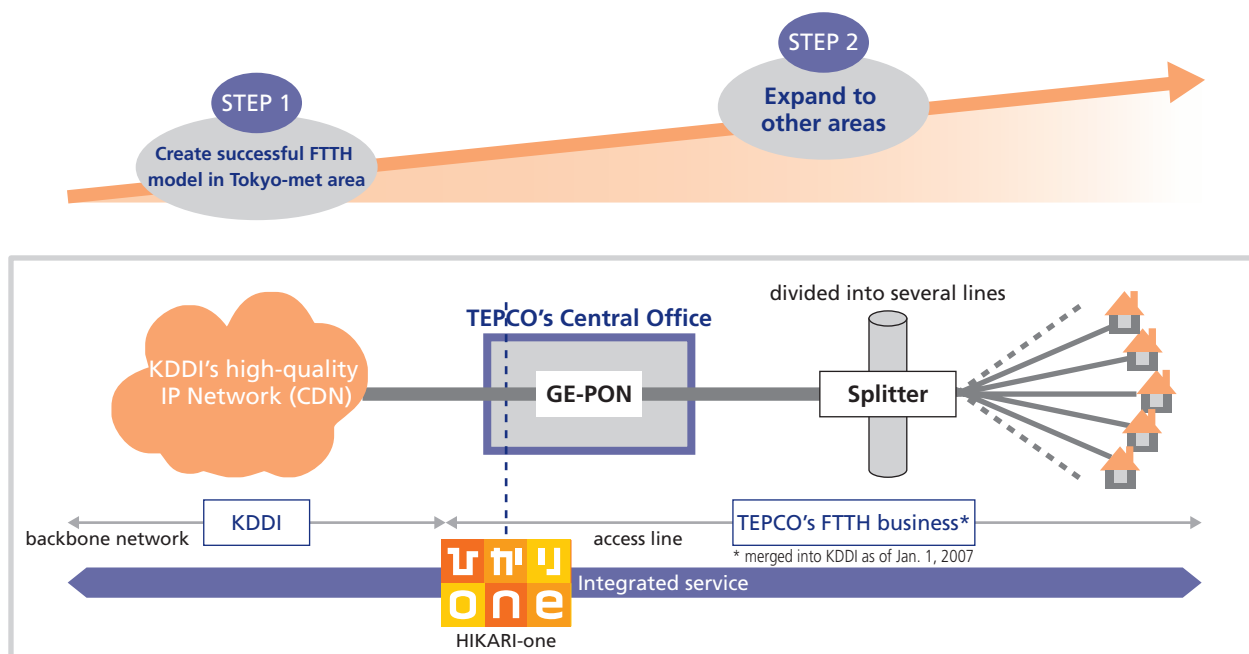 STEP 1
Create successful FTTH
model in Tokyo-met area
STEP 2
Expand to
other areas
KDDI's high-quality
IP Network (CDN)
TEPCO's Central Office
GE-PON
divided into several lines
Splitter
backbone network
KDDI
access line
TEPCO's FTTH business*
* merged into KDDI as of Jan. 1, 2007
ひかり
one
Integrated service
HIKARI-one